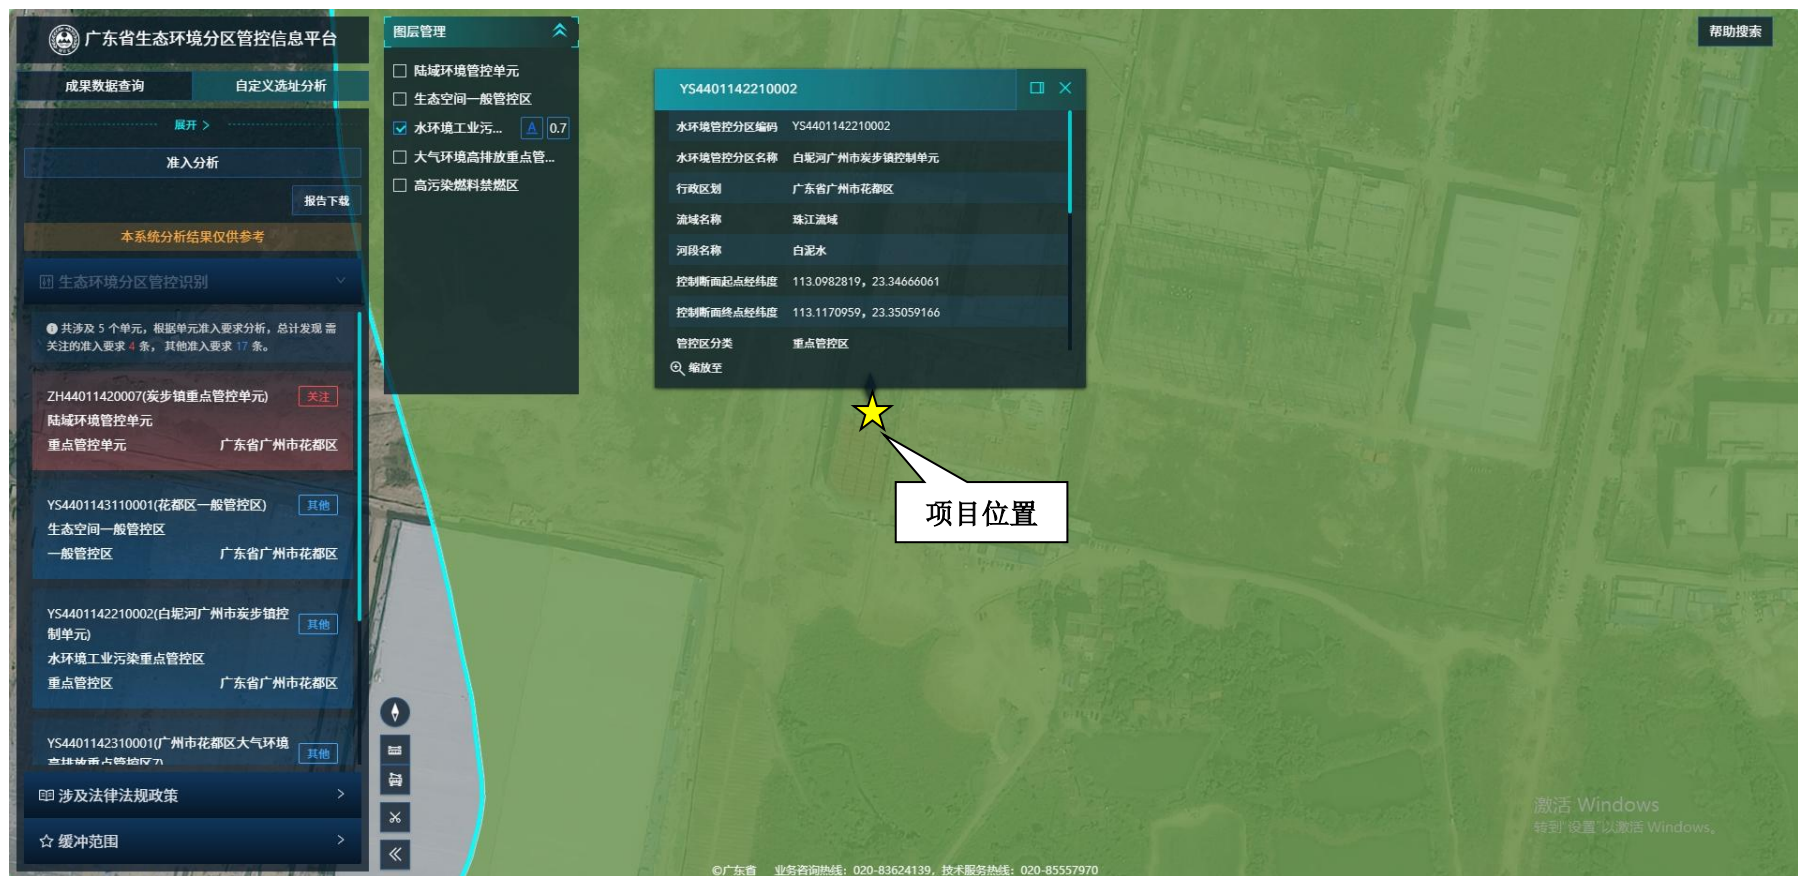 广东省生态环境分区管控信息平台
成果数据查询
自定义选址分析
展开 >
准入分析
报告下载
本系统分析结果仅供参考
生态环境分区管控识别
共涉及 5 个单元，根据单元准入要求分析，总计发现 需
关注的准入要求 4 条， 其他准入要求 17 条。
ZH44011420007(炭步镇重点管控单元)
关注
陆域环境管控单元
重点管控单元 广东省广州市花都区
YS4401143110001(花都区一般管控区)
其他
生态空间一般管控区
一般管控区 广东省广州市花都区
YS4401142210002(白坭河广州市炭步镇控
制单元)
其他
水环境工业污染重点管控区
重点管控区 广东省广州市花都区
YS4401142310001(广州市花都区大气环境
高排放重点管控区7)
其他
涉及法律法规政策
缓冲范围
图层管理
陆域环境管控单元
生态空间一般管控区
水环境工业污... A 0.7
大气环境高排放重点管...
高污染燃料禁燃区
YS4401142210002
水环境管控分区编码 YS4401142210002
水环境管控分区名称 白坭河广州市炭步镇控制单元
行政区划 广东省广州市花都区
流域名称 珠江流域
河段名称 白泥水
控制断面起点经纬度 113.0982819，23.34666061
控制断面终点经纬度 113.1170959，23.35059166
管控区分类 重点管控区
缩放至
项目位置
帮助搜索
激活 Windows
转到"设置"以激活 Windows。
©广东省 业务咨询热线：020-83624139，技术服务热线：020-85557970